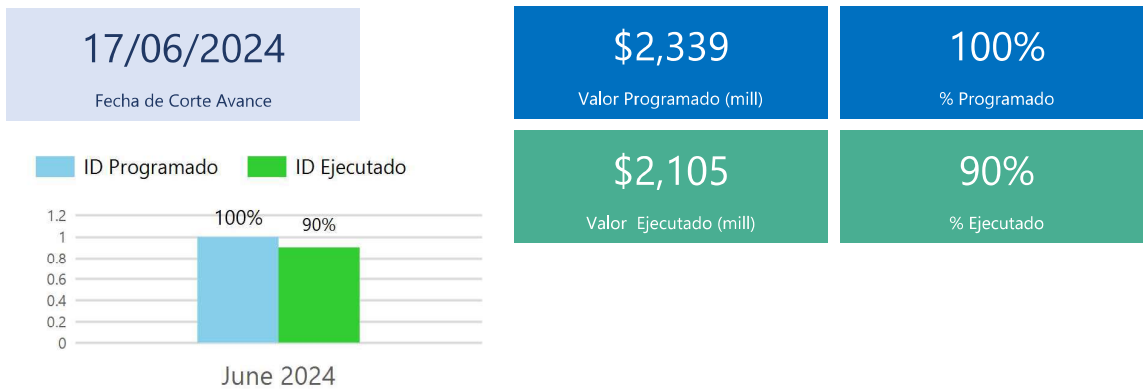 17/06/2024
Fecha de Corte Avance
$2,339
Valor Programado (mill)
100%
% Programado
$2,105
Valor Ejecutado (mill)
90%
% Ejecutado
ID Programado
ID Ejecutado
1.2
1
0.8
0.6
0.4
0.2
0
100%
90%
June 2024